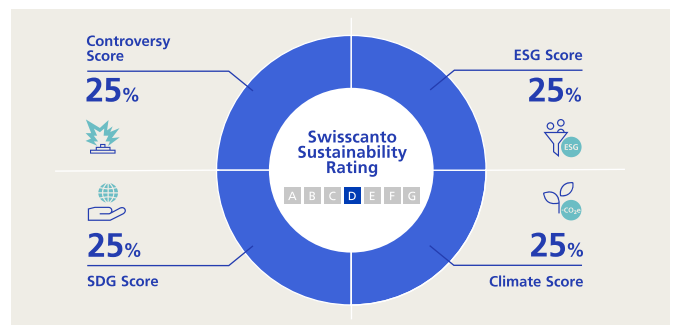 Controversy
Score
25%
ESG Score
25%
ESG
Swisscanto
Sustainability
Rating
A B C D E F G
25%
SDG Score
-CO₂e
25%
Climate Score